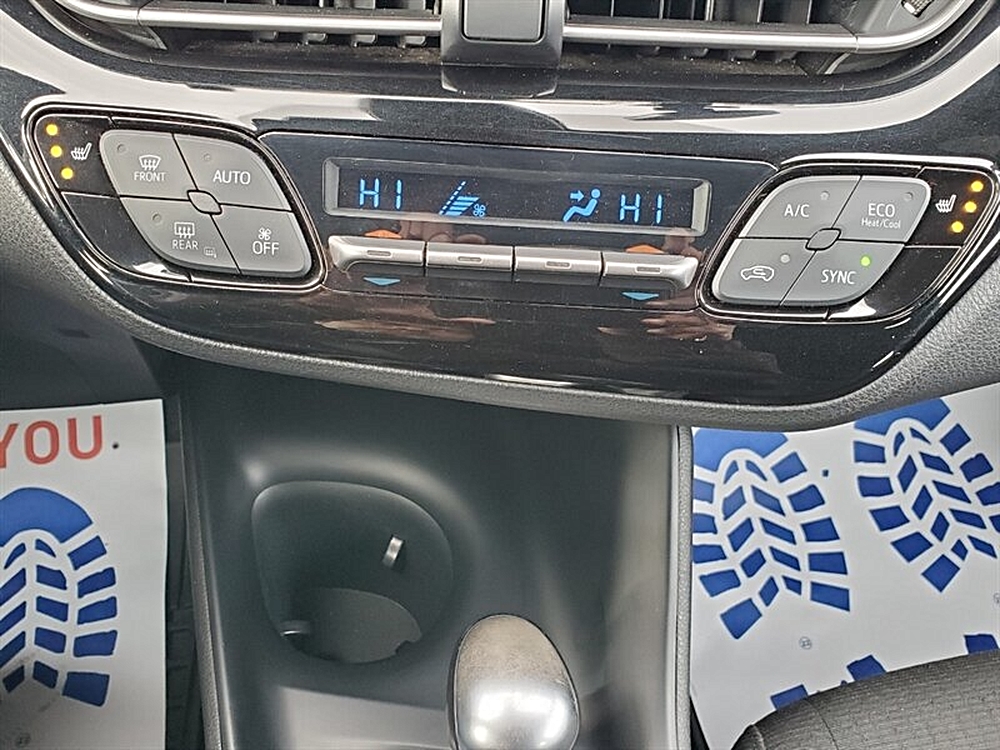 HI
HI
FRONT
AUTO
REAR
OFF
A/C
ECO
Heat/Cool
SYNC
YOU.